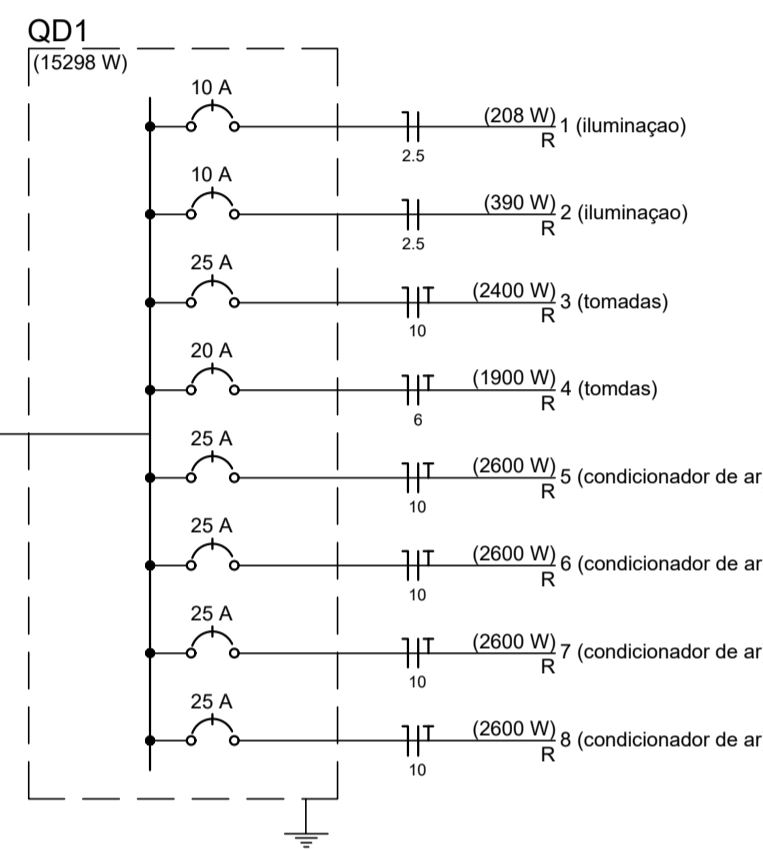 QD1
(15298 W)
10 A
(208 W)
1 (iluminaçao)
R
2.5
10 A
(390 W)
2 (iluminaçao)
R
2.5
25 A
T
(2400 W)
3 (tomadas)
R
10
20 A
T
(1900 W)
4 (tomdas)
R
6
25 A
T
(2600 W)
5 (condicionador de ar
R
10
25 A
T
(2600 W)
6 (condicionador de ar
R
10
25 A
T
(2600 W)
7 (condicionador de ar
R
10
25 A
T
(2600 W)
8 (condicionador de ar
R
10